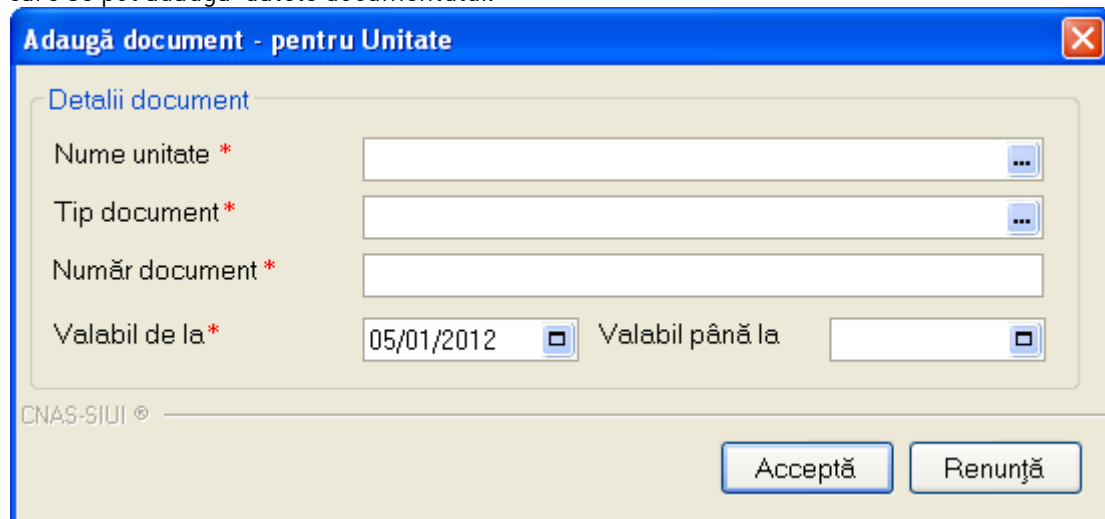 Adaugă document - pentru Unitate
Detalii document
Nume unitate *
...
Tip document *
...
Număr document *
Valabil de la *
05/01/2012
Valabil până la
CNAS-SIUI ®
Acceptă
Renunţă